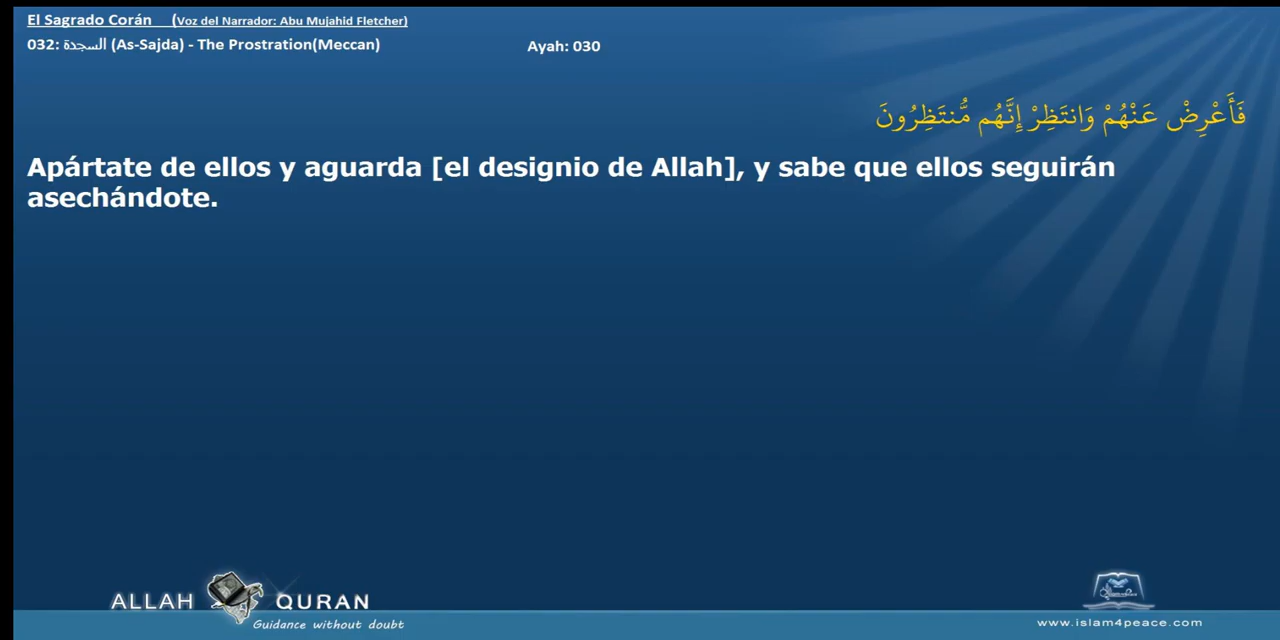 El Sagrado Corán (Voz del Narrador: Abu Mujahid Fletcher)
032: السجدة (As-Sajda) - The Prostration(Meccan) Ayah: 030
فَأَعْرِضْ عَنْهُمْ وَانتَظِرْ إِنَّهُم مُّنتَظِرُونَ
Apártate de ellos y aguarda [el designio de Allah], y sabe que ellos seguirán
asechándote.
ALLAH QURAN
Guidance without doubt
www.islam4peace.com